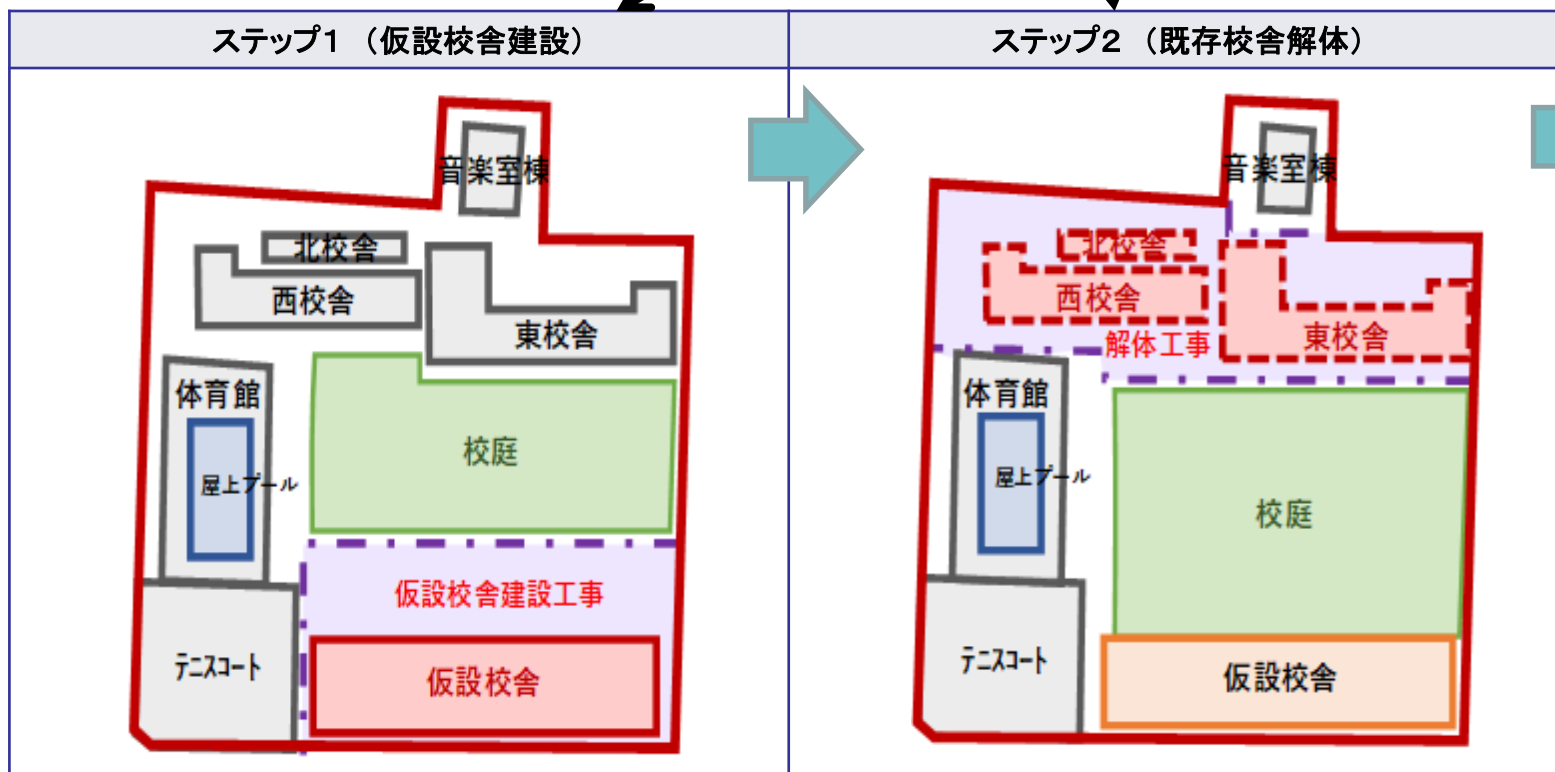 ステップ1 （仮設校舎建設）
音楽室棟
北校舎
西校舎
東校舎
体育館
屋上プール
校庭
仮設校舎建設工事
テニスコート
仮設校舎
ステップ2 （既存校舎解体）
音楽室棟
北校舎
西校舎
東校舎
解体工事
体育館
屋上プール
校庭
テニスコート
仮設校舎